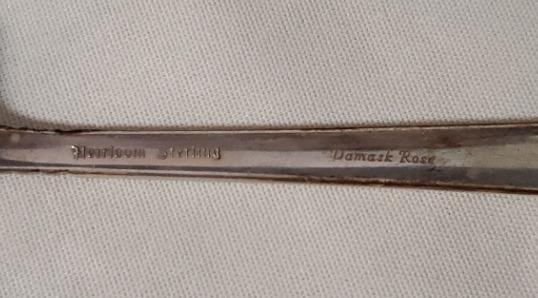 Heirloom Sterling Damask Rose